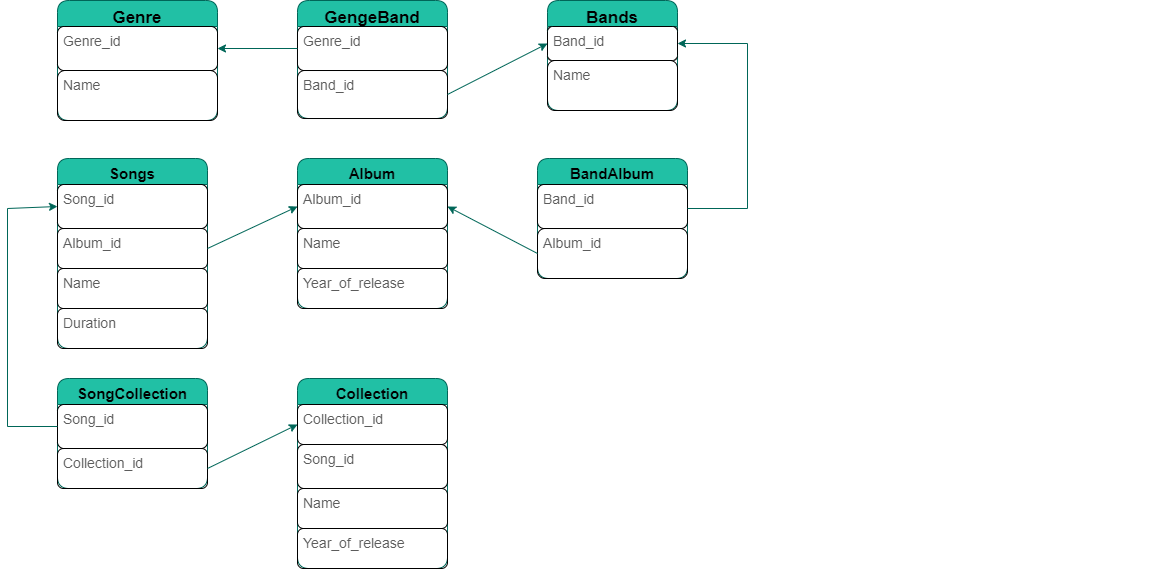 Genre
Genre_id
Name
GengeBand
Genre_id
Band_id
Bands
Band_id
Name
Songs
Song_id
Album_id
Name
Duration
Album
Album_id
Name
Year_of_release
BandAlbum
Band_id
Album_id
SongCollection
Song_id
Collection_id
Collection
Collection_id
Song_id
Name
Year_of_release